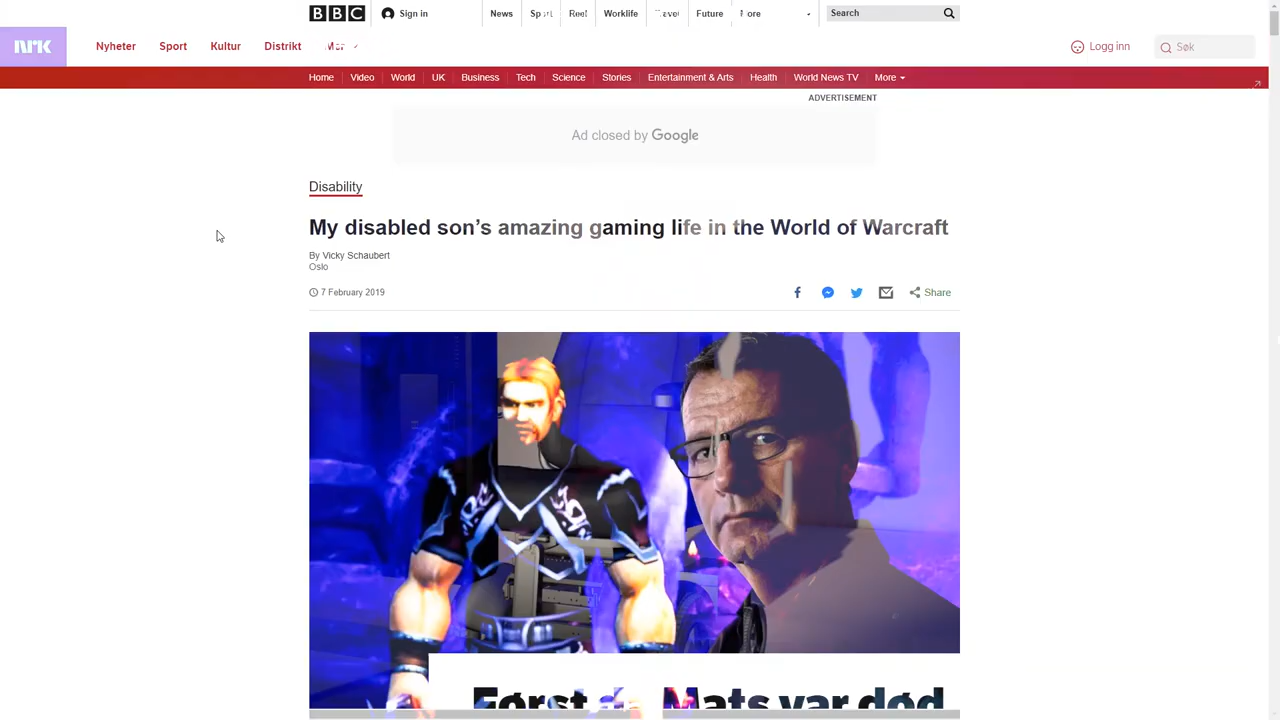 BBC Sign in News Reel Worklife Future Search
nrk Nyheter Sport Kultur Distrikt Mer Logg inn Søk
Home Video World UK Business Tech Science Stories Entertainment & Arts Health World News TV More
ADVERTISEMENT
Ad closed by Google
Disability
My disabled son's amazing gaming life in the World of Warcraft
By Vicky Schaubert
Oslo
7 February 2019 Share
Mats var død